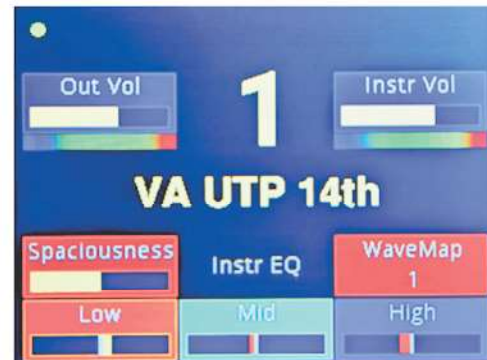 Out Vol
1
Instr Vol
VA UTP 14th
Spaciousness
Instr EQ
WaveMap
1
Low
Mid
High